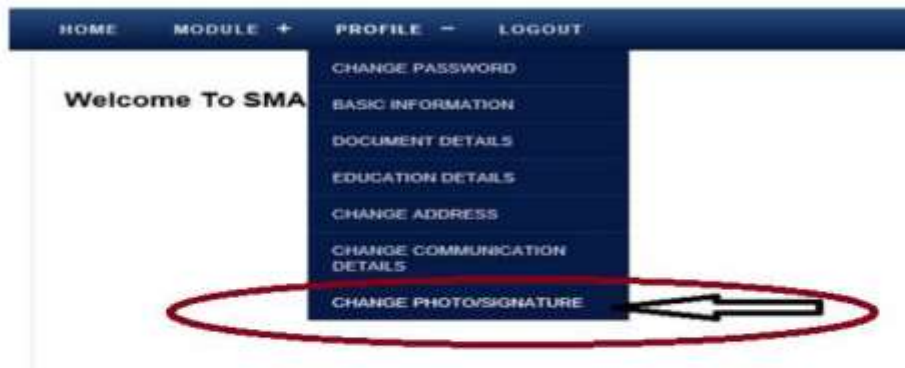 HOME MODULE + PROFILE - LOGOUT
CHANGE PASSWORD
Welcome To SMA
BASIC INFORMATION
DOCUMENT DETAILS
EDUCATION DETAILS
CHANGE ADDRESS
CHANGE COMMUNICATION
DETAILS
CHANGE PHOTO/SIGNATURE